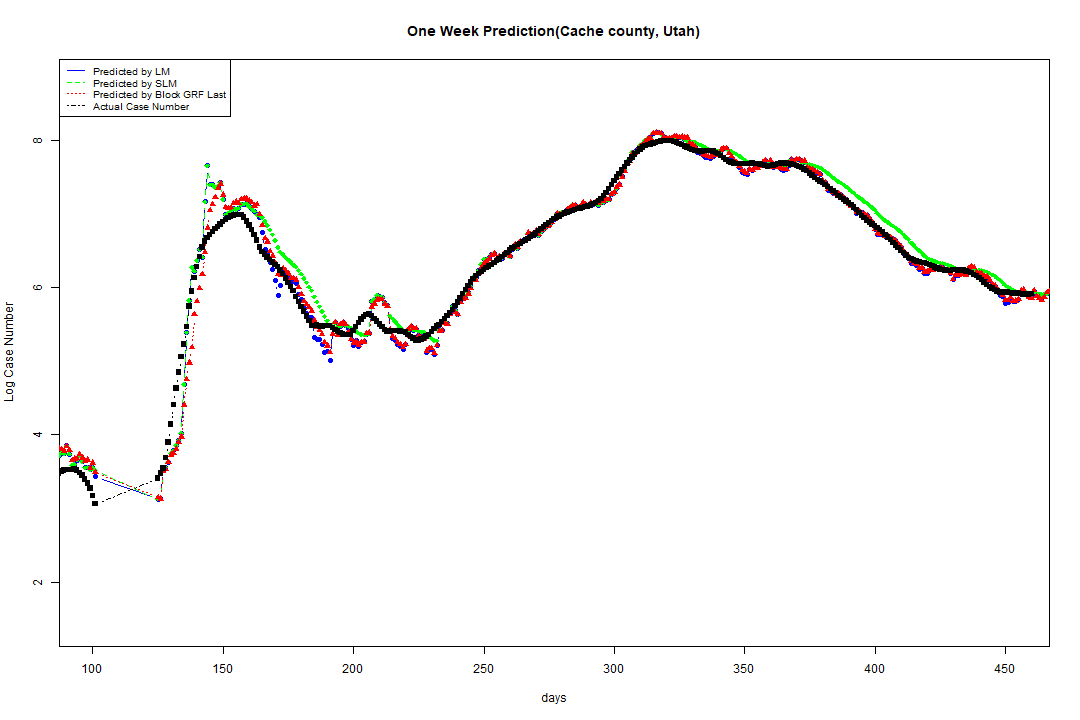 One Week Prediction(Cache county, Utah)
Predicted by LM
Predicted by SLM
Predicted by Block GRF Last
Actual Case Number
8
6
4
2
Log Case Number
100 150 200 250 300 350 400 450
days